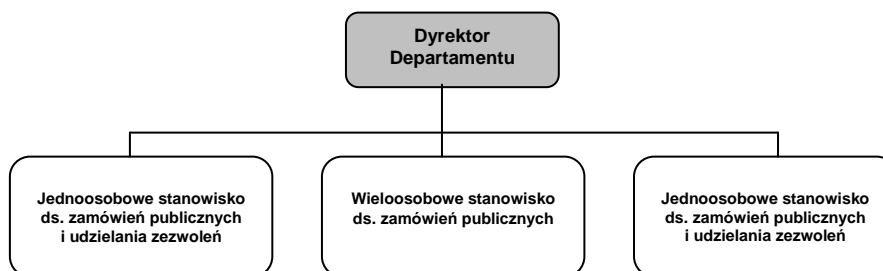 Dyrektor
Departamentu
Jednoosobowe stanowisko
ds. zamówień publicznych
i udzielania zezwoleń
Wieloosobowe stanowisko
ds. zamówień publicznych
Jednoosobowe stanowisko
ds. zamówień publicznych
i udzielania zezwoleń